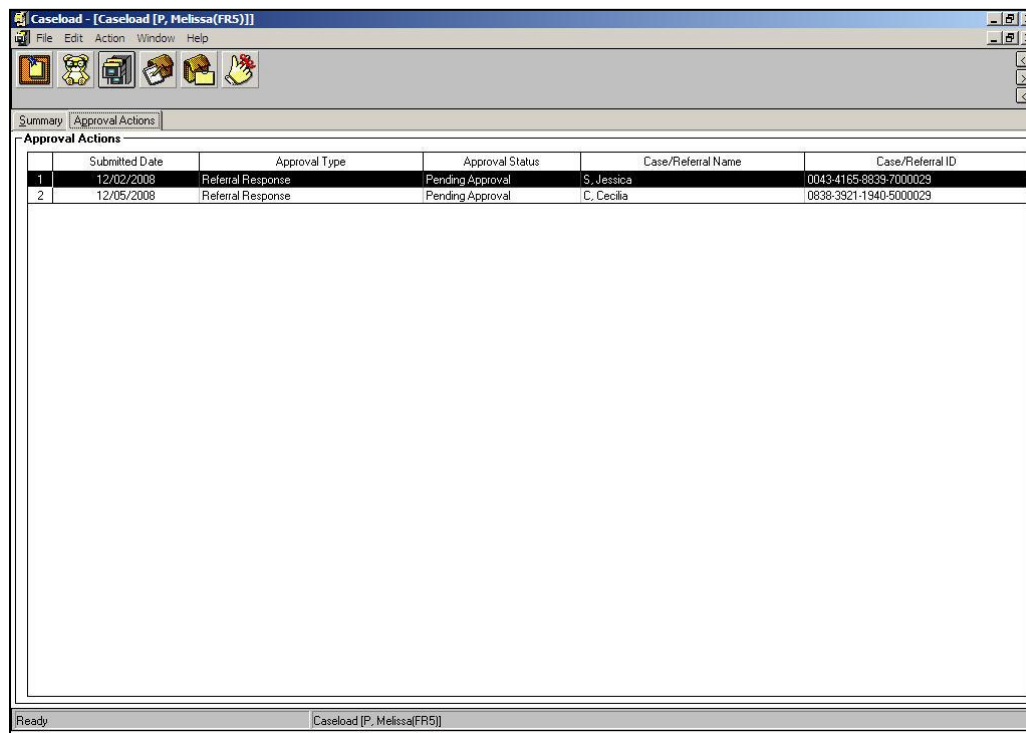 Caseload - [Caseload [P, Melissa(FR5)]]
File Edit Action Window Help
Summary Approval Actions
Approval Actions
Submitted Date Approval Type Approval Status Case/Referral Name Case/Referral ID
1 12/02/2008 Referral Response Pending Approval S, Jessica 0043-4165-8839-7000029
2 12/05/2008 Referral Response Pending Approval C, Cecilia 0838-3921-1940-5000029
Ready Caseload [P, Melissa(FR5)]